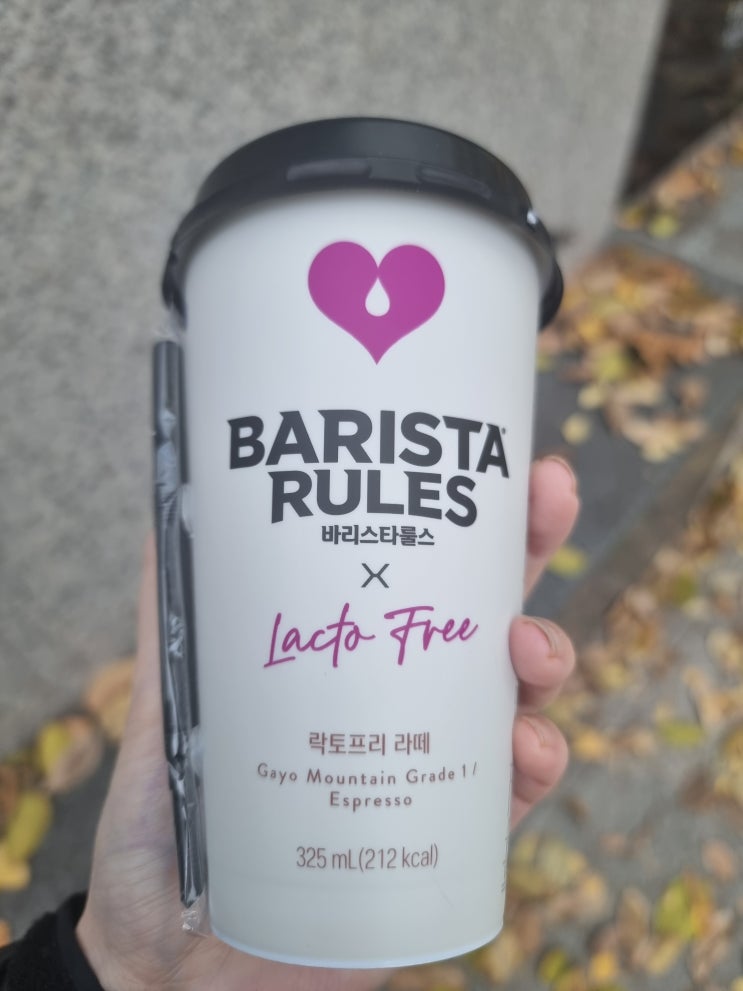 BARISTA
RULES
바리스타룰스
X
Lacto Free
락토프리 라떼
Gayo Mountain Grade 1 /
Espresso
325 mL(212 kcal)